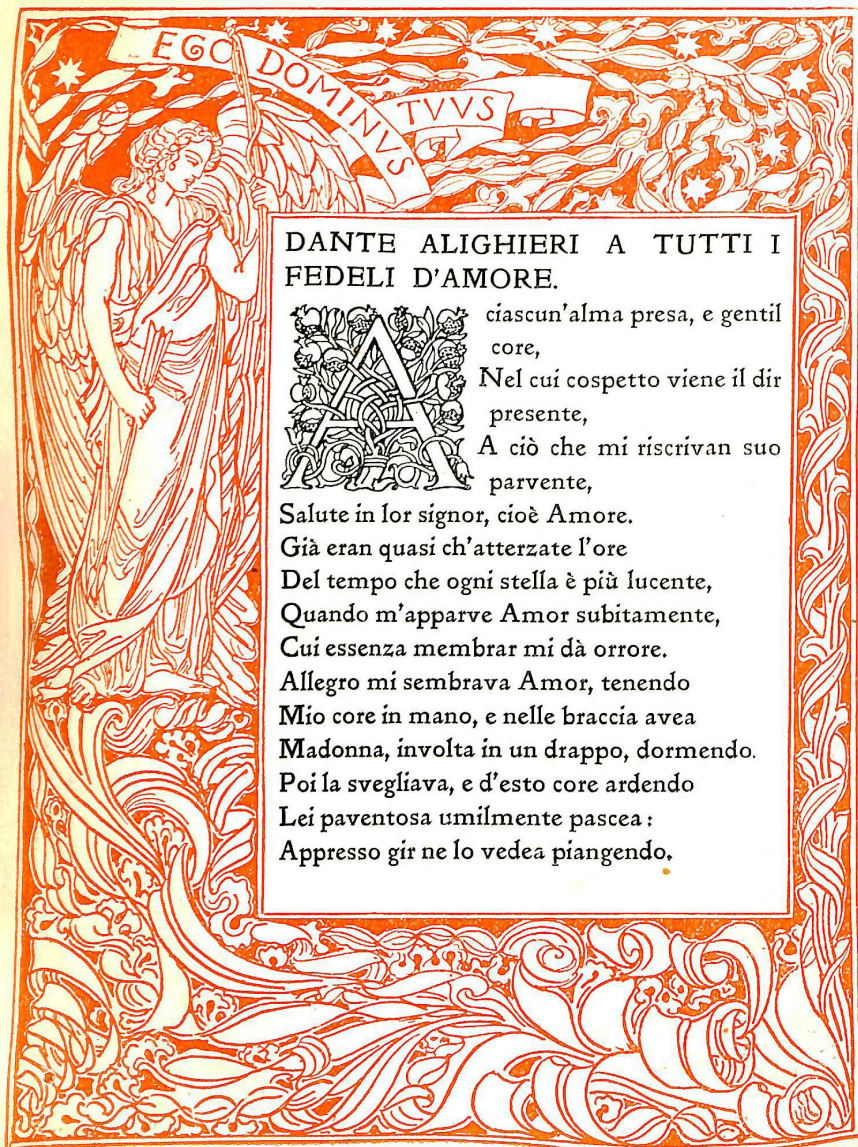 EGO DOMINVS TVVS
DANTE ALIGHIERI A TUTTI I
FEDELI D'AMORE.
A ciascun'alma presa, e gentil
core,
Nel cui cospetto viene il dir
presente,
A ciò che mi riscrivan suo
parvente,
Salute in lor signor, cioè Amore.
Già eran quasi ch'atterzate l'ore
Del tempo che ogni stella è più lucente,
Quando m'apparve Amor subitamente,
Cui essenza membrar mi dà orrore.
Allegro mi sembrava Amor, tenendo
Mio core in mano, e nelle braccia avea
Madonna, involta in un drappo, dormendo.
Poi la svegliava, e d'esto core ardendo
Lei paventosa umilmente pascea:
Appresso gir ne lo vedea piangendo.